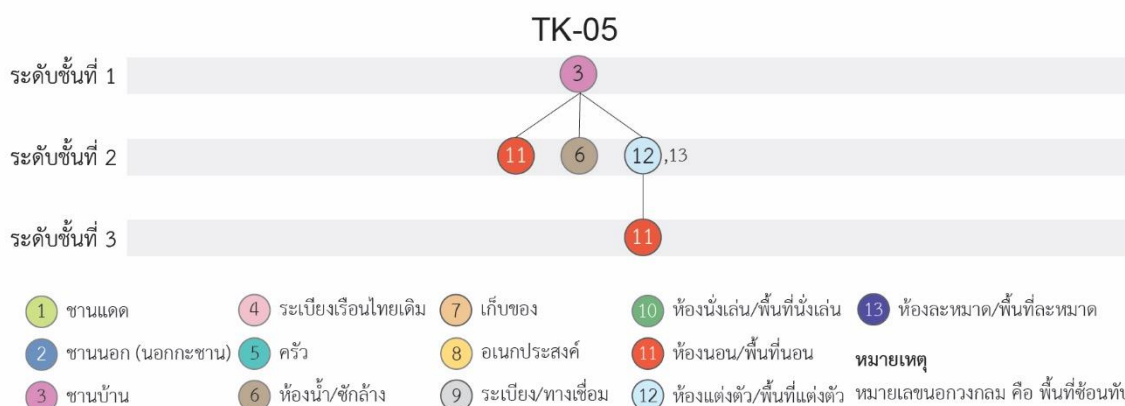 TK-05
ระดับชั้นที่ 1
3
ระดับชั้นที่ 2
11 6 12 ,13
ระดับชั้นที่ 3
11
1 ชานแดด 4 ระเบียงเรือนไทยเดิม 7 เก็บของ 10 ห้องนั่งเล่น/พื้นที่นั่งเล่น 13 ห้องละหมาด/พื้นที่ละหมาด
2 ชานนอก (นอกกะชาน) 5 ครัว 8 อเนกประสงค์ 11 ห้องนอน/พื้นที่นอน หมายเหตุ
3 ชานบ้าน 6 ห้องน้ำ/ซักล้าง 9 ระเบียง/ทางเชื่อม 12 ห้องแต่งตัว/พื้นที่แต่งตัว หมายเลขนอกวงกลม คือ พื้นที่ซ้อนทับ